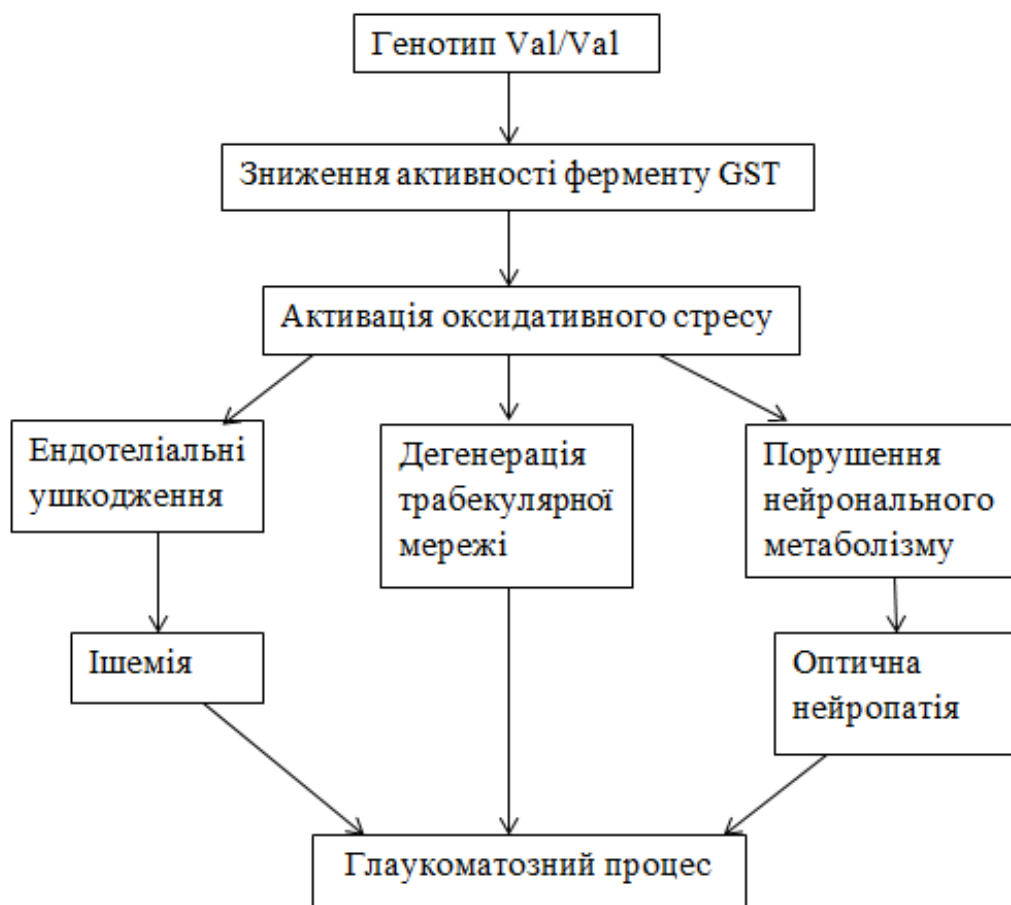 Генотип Val/Val
Зниження активності ферменту GST
Активація оксидативного стресу
Ендотеліальні
ушкодження
Дегенерація
трабекулярної
мережі
Порушення
нейронального
метаболізму
Ішемія
Оптична
нейропатія
Глаукоматозний процес